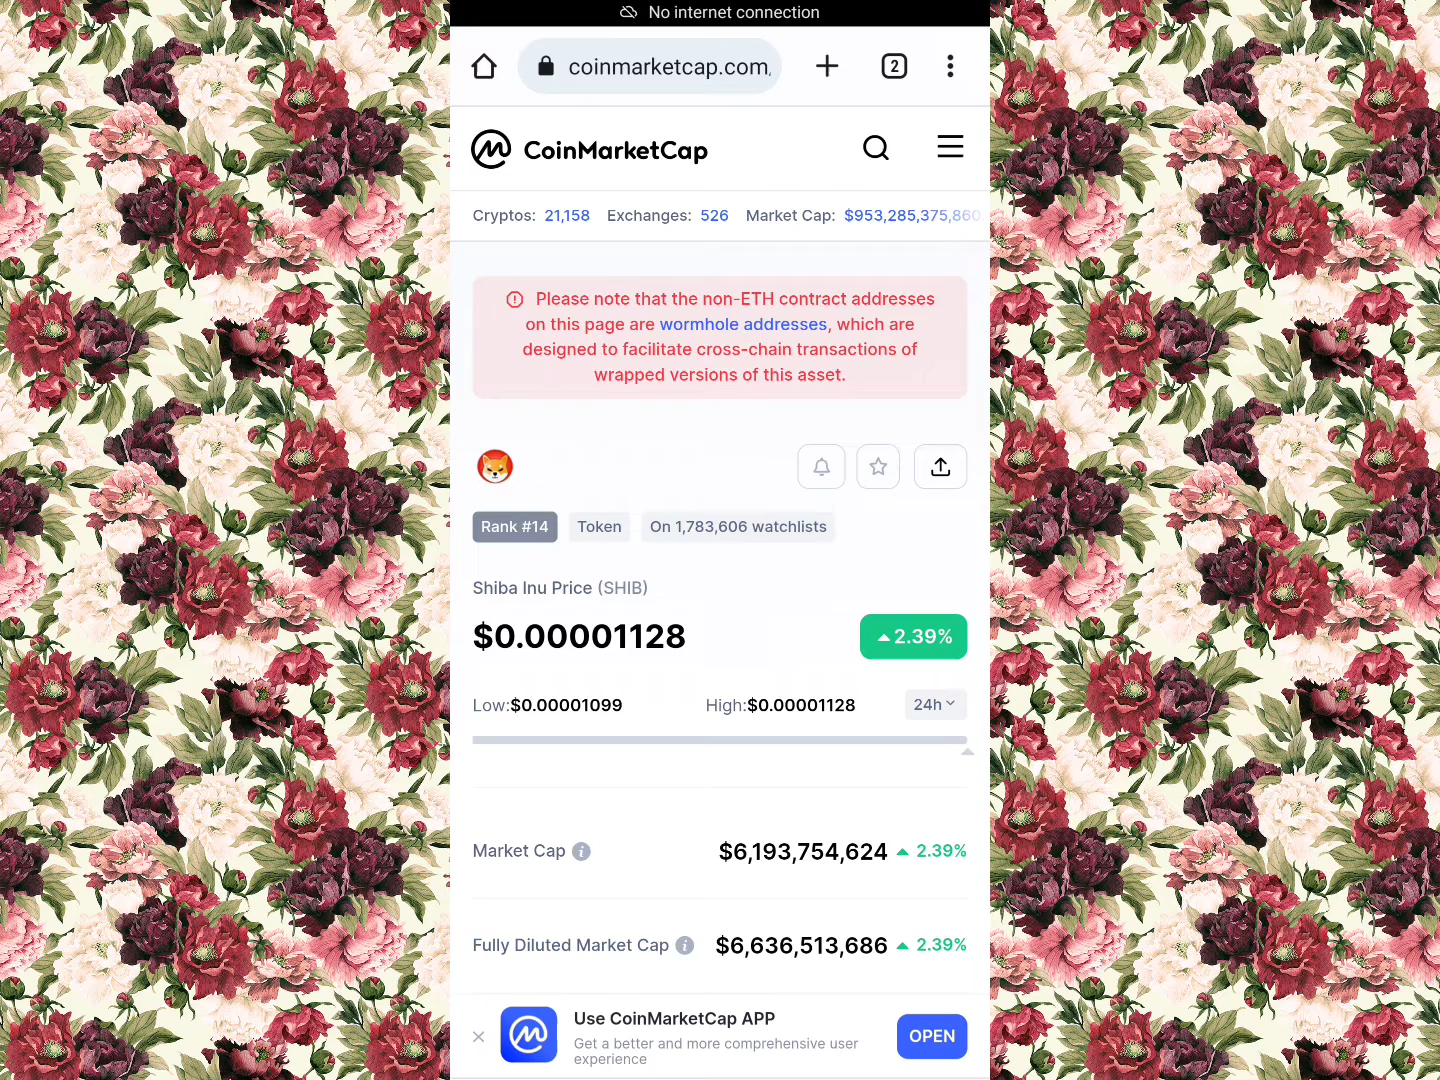 No internet connection
coinmarketcap.com,
2
CoinMarketCap
Cryptos: 21,158 Exchanges: 526 Market Cap: $953,285,375,860
Please note that the non-ETH contract addresses
on this page are wormhole addresses, which are
designed to facilitate cross-chain transactions of
wrapped versions of this asset.
Rank #14 Token On 1,783,606 watchlists
Shiba Inu Price (SHIB)
$0.00001128 2.39%
Low:$0.00001099 High:$0.00001128 24h
Market Cap $6,193,754,624 2.39%
Fully Diluted Market Cap $6,636,513,686 2.39%
Use CoinMarketCap APP
Get a better and more comprehensive user
experience
OPEN